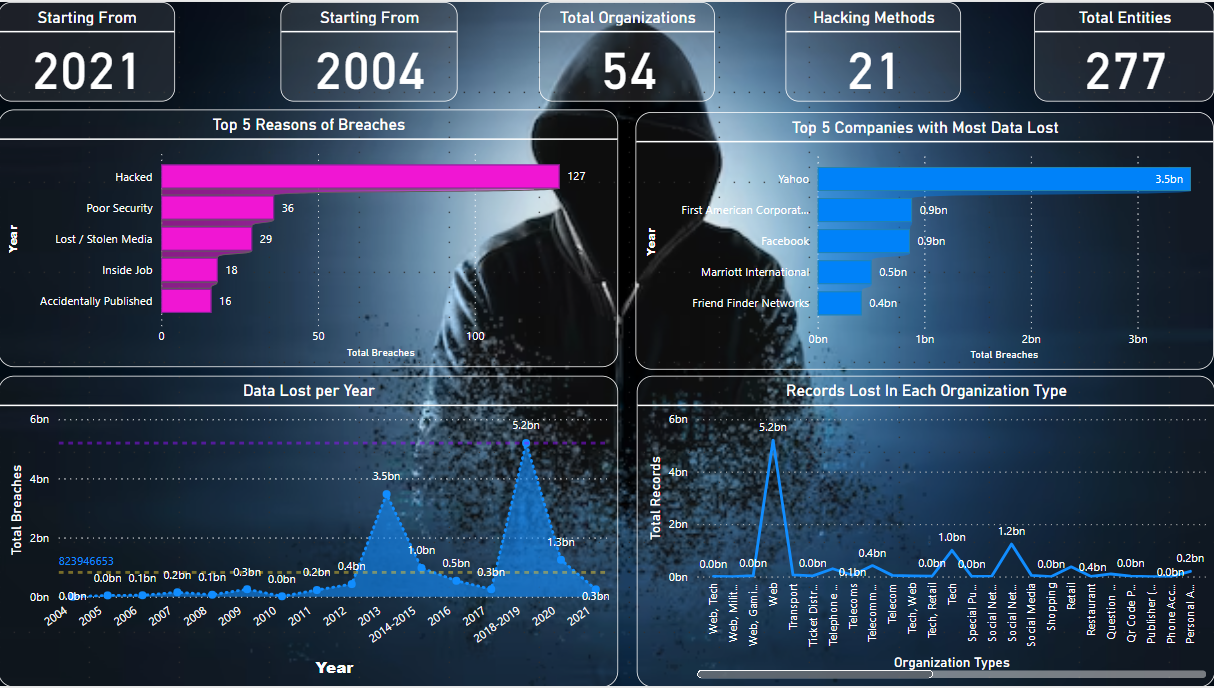 Starting From
2021
Starting From
2004
Total Organizations
54
Hacking Methods
21
Total Entities
277
Top 5 Reasons of Breaches
Year
Hacked
127
Poor Security
36
Lost / Stolen Media
29
Inside Job
18
Accidentally Published
16
0
50
100
Total Breaches
Top 5 Companies with Most Data Lost
Year
Yahoo
3.5bn
First American Corporat...
0.9bn
Facebook
0.9bn
Marriott International
0.5bn
Friend Finder Networks
0.4bn
0bn
1bn
2bn
3bn
Total Breaches
Data Lost per Year
Total Breaches
6bn
4bn
2bn
0bn
823946653
0.0bn
0.0bn
0.1bn
0.2bn
0.1bn
0.3bn
0.0bn
0.2bn
0.4bn
3.5bn
1.0bn
0.5bn
0.3bn
5.2bn
1.3bn
0.3bn
2004
2005
2006
2007
2008
2009
2010
2011
2012
2013
2014-2015
2016
2017
2018-2019
2020
2021
Year
Records Lost In Each Organization Type
Total Records
6bn
4bn
2bn
0bn
0.0bn
0.0bn
5.2bn
0.0bn
0.1bn
0.4bn
0.0bn
1.0bn
0.0bn
1.2bn
0.0bn
0.4bn
0.0bn
0.0bn
0.2bn
Web, Tech
Web, Milit...
Web, Gami...
Web
Transport
Ticket Distr...
Telephone ...
Telecoms
Telecomm...
Telecom
Tech, Web
Tech, Retail
Tech
Special Pu...
Social Net...
Social Net...
Social Media
Shopping
Retail
Restaurant
Question ...
Qr Code P...
Publisher (...
Phone Acc...
Personal A...
Organization Types